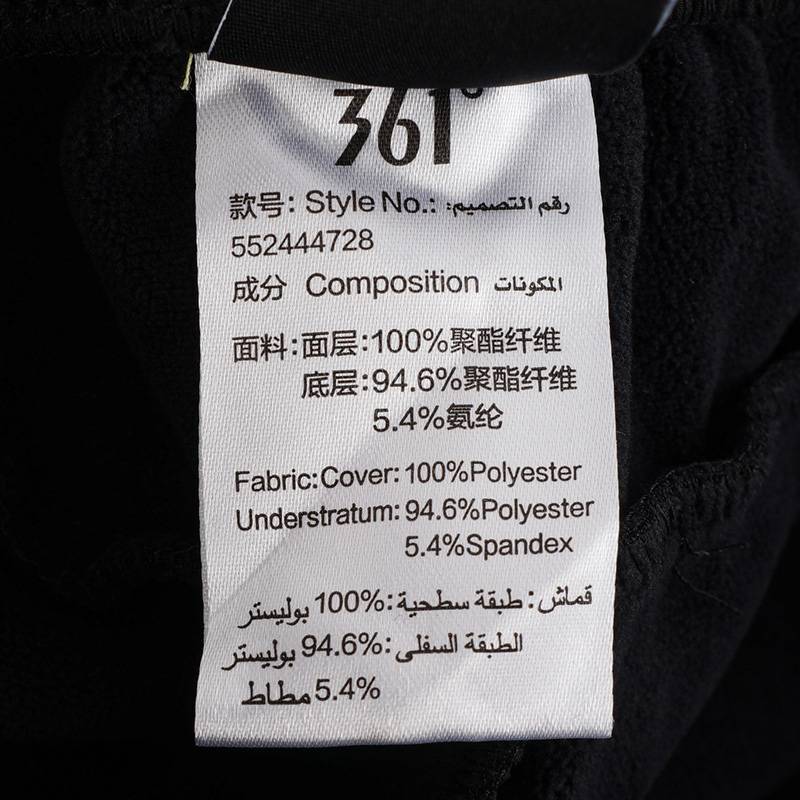 361°
款号: Style No.: رقم التصميم:
552444728
成分 Composition المكونات
面料:面层:100%聚酯纤维
底层:94.6%聚酯纤维
5.4%氨纶
Fabric:Cover: 100%Polyester
Understratum: 94.6%Polyester
5.4%Spandex
قماش: طبقة سطحية: 100% بوليستر
الطبقة السفلى: 94.6% بوليستر
5.4% مطاط